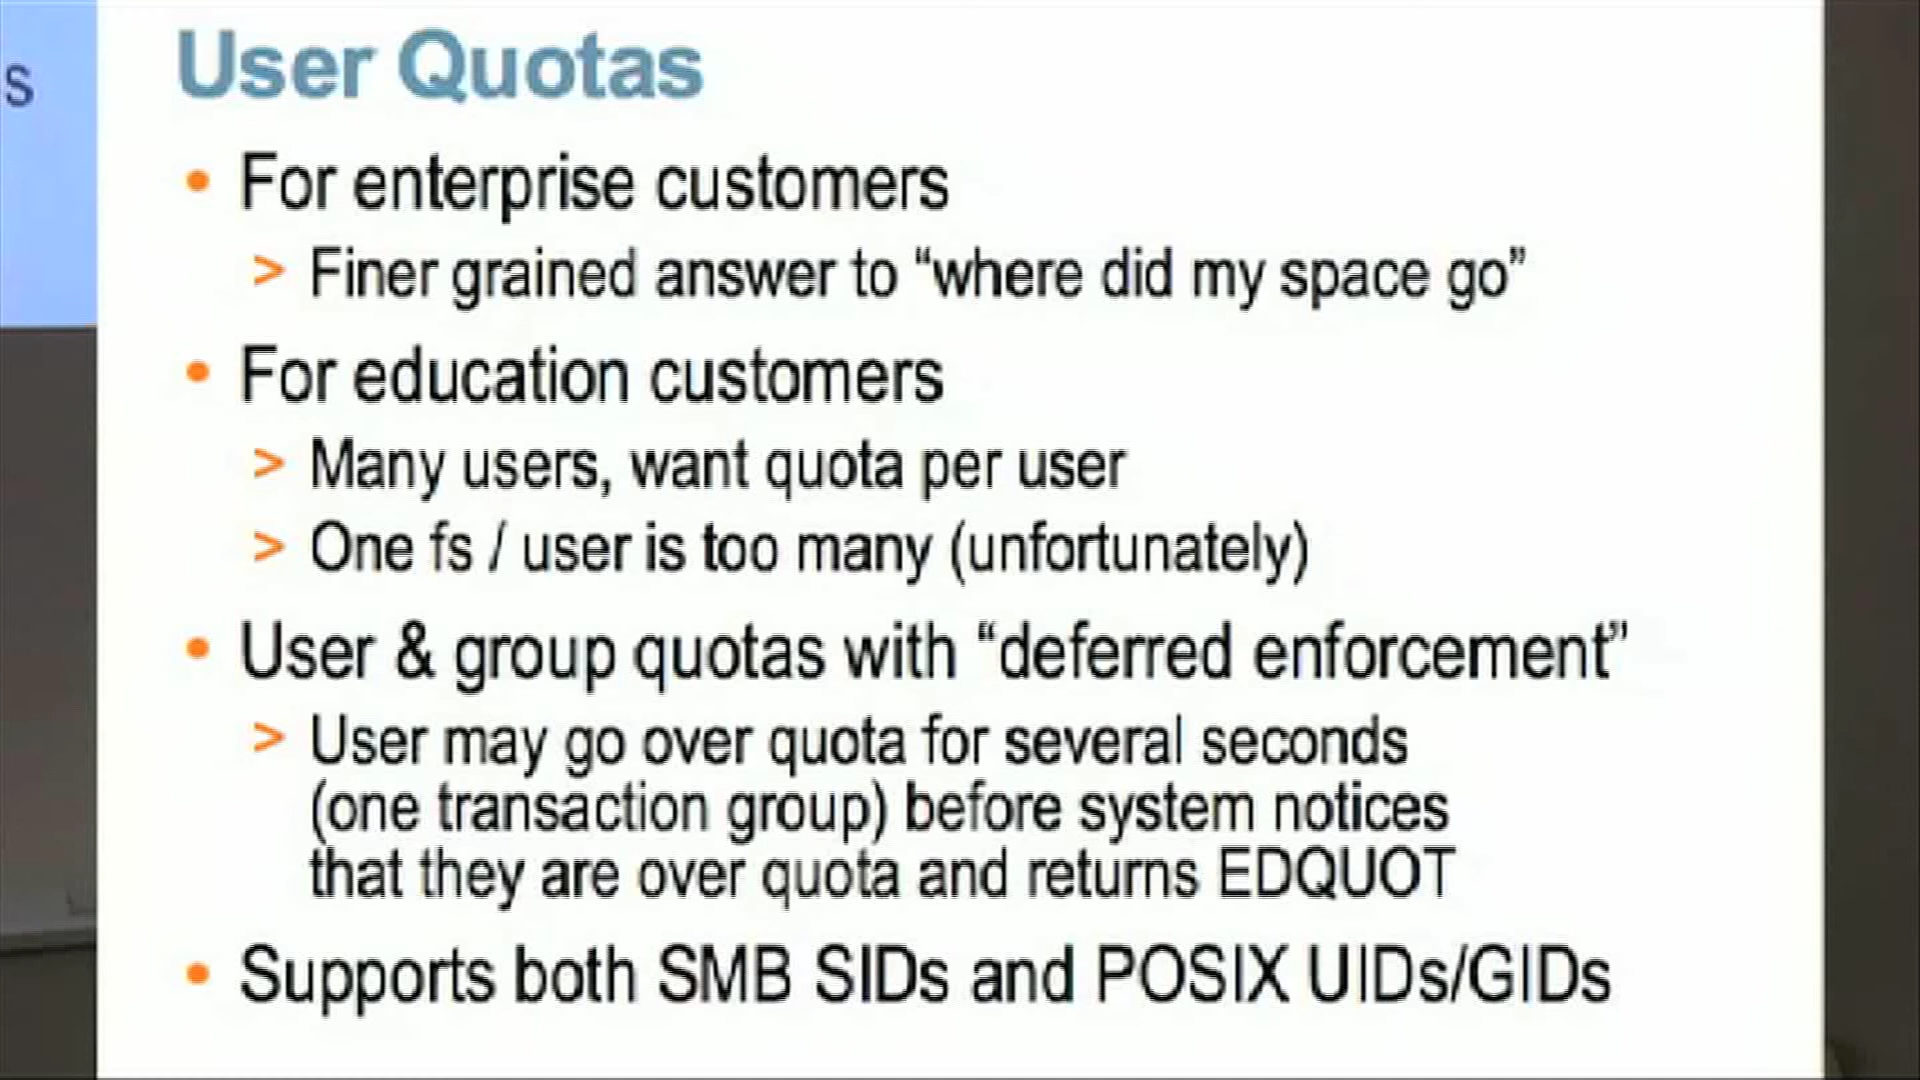 s
User Quotas
• For enterprise customers
> Finer grained answer to “where did my space go”
• For education customers
> Many users, want quota per user
> One fs / user is too many (unfortunately)
• User & group quotas with “deferred enforcement”
> User may go over quota for several seconds
(one transaction group) before system notices
that they are over quota and returns EDQUOT
• Supports both SMB SIDs and POSIX UIDs/GIDs